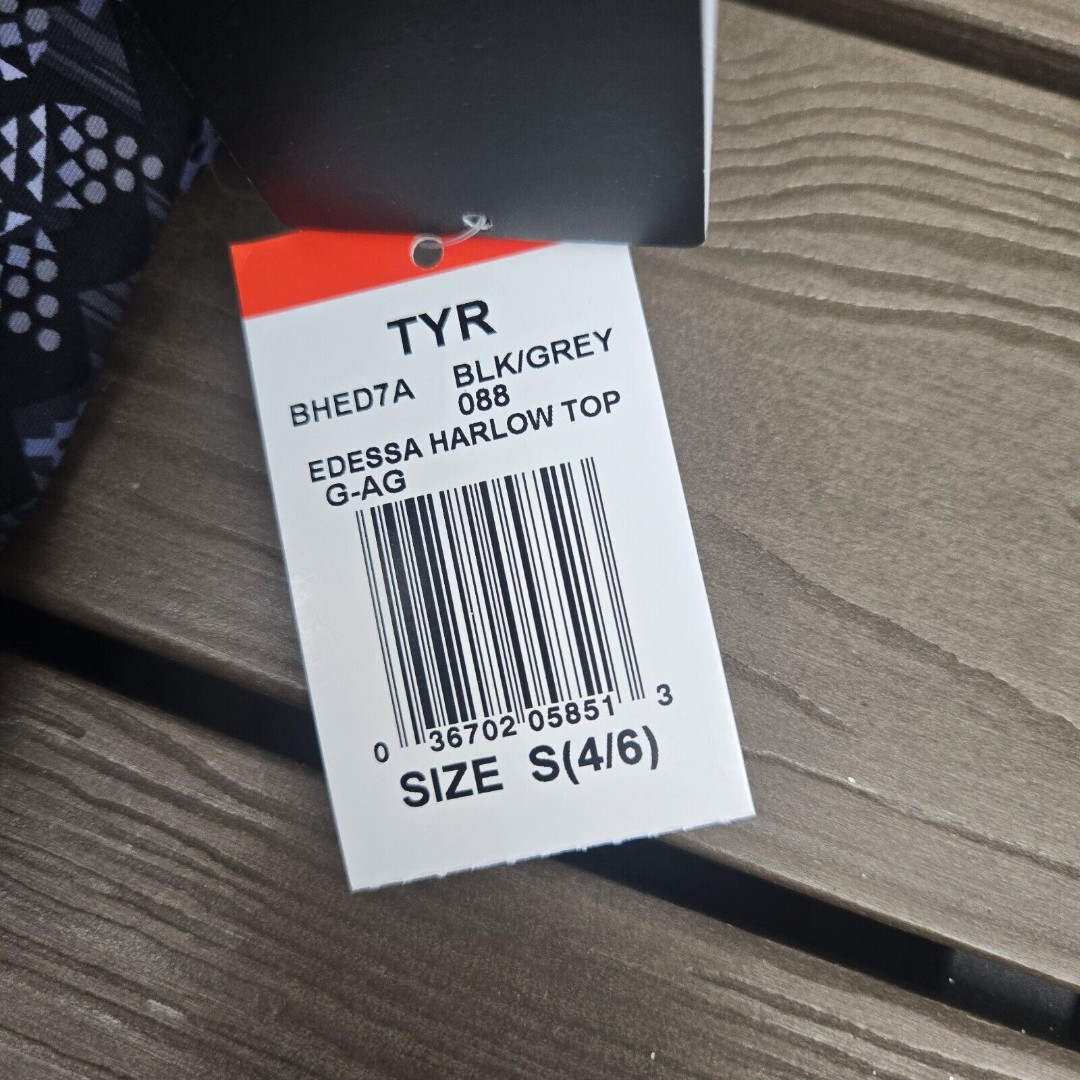 TYR
BHED7A BLK/GREY
088
EDESSA HARLOW TOP
G-AG
0 36702 05851 3
SIZE S(4/6)